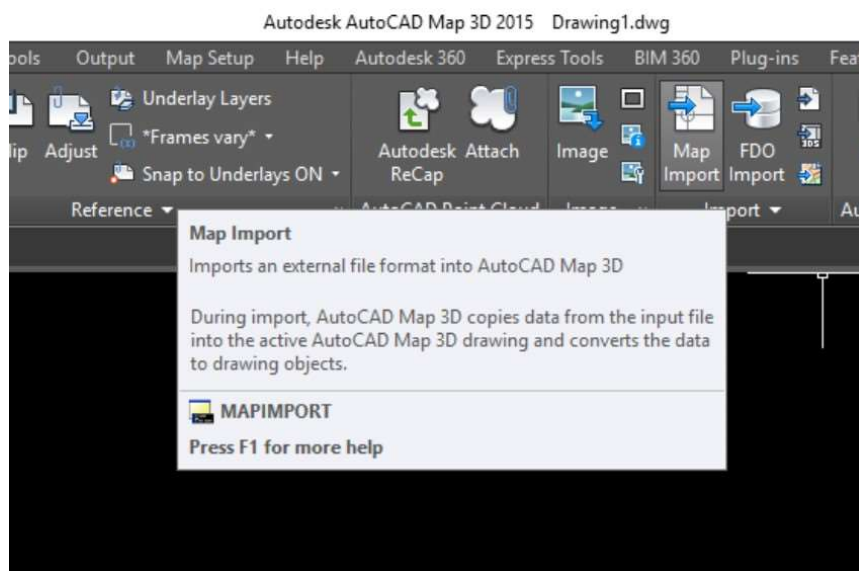 Autodesk AutoCAD Map 3D 2015 Drawing1.dwg
Output Map Setup Help Autodesk 360 Express Tools BIM 360 Plug-ins
Underlay Layers
*Frames vary*
Snap to Underlays ON
Adjust
Autodesk ReCap
Attach
Image
Map Import
FDO Import
Reference
Map Import
Imports an external file format into AutoCAD Map 3D
During import, AutoCAD Map 3D copies data from the input file
into the active AutoCAD Map 3D drawing and converts the data
to drawing objects.
MAPIMPORT
Press F1 for more help